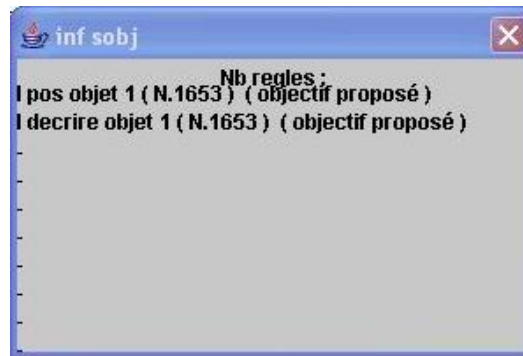 inf sobj
Nb regles :
I pos objet 1 ( N.1653 ) ( objectif proposé )
I decrire objet 1 ( N.1653 ) ( objectif proposé )
-
-
-
-
-
-
-
-